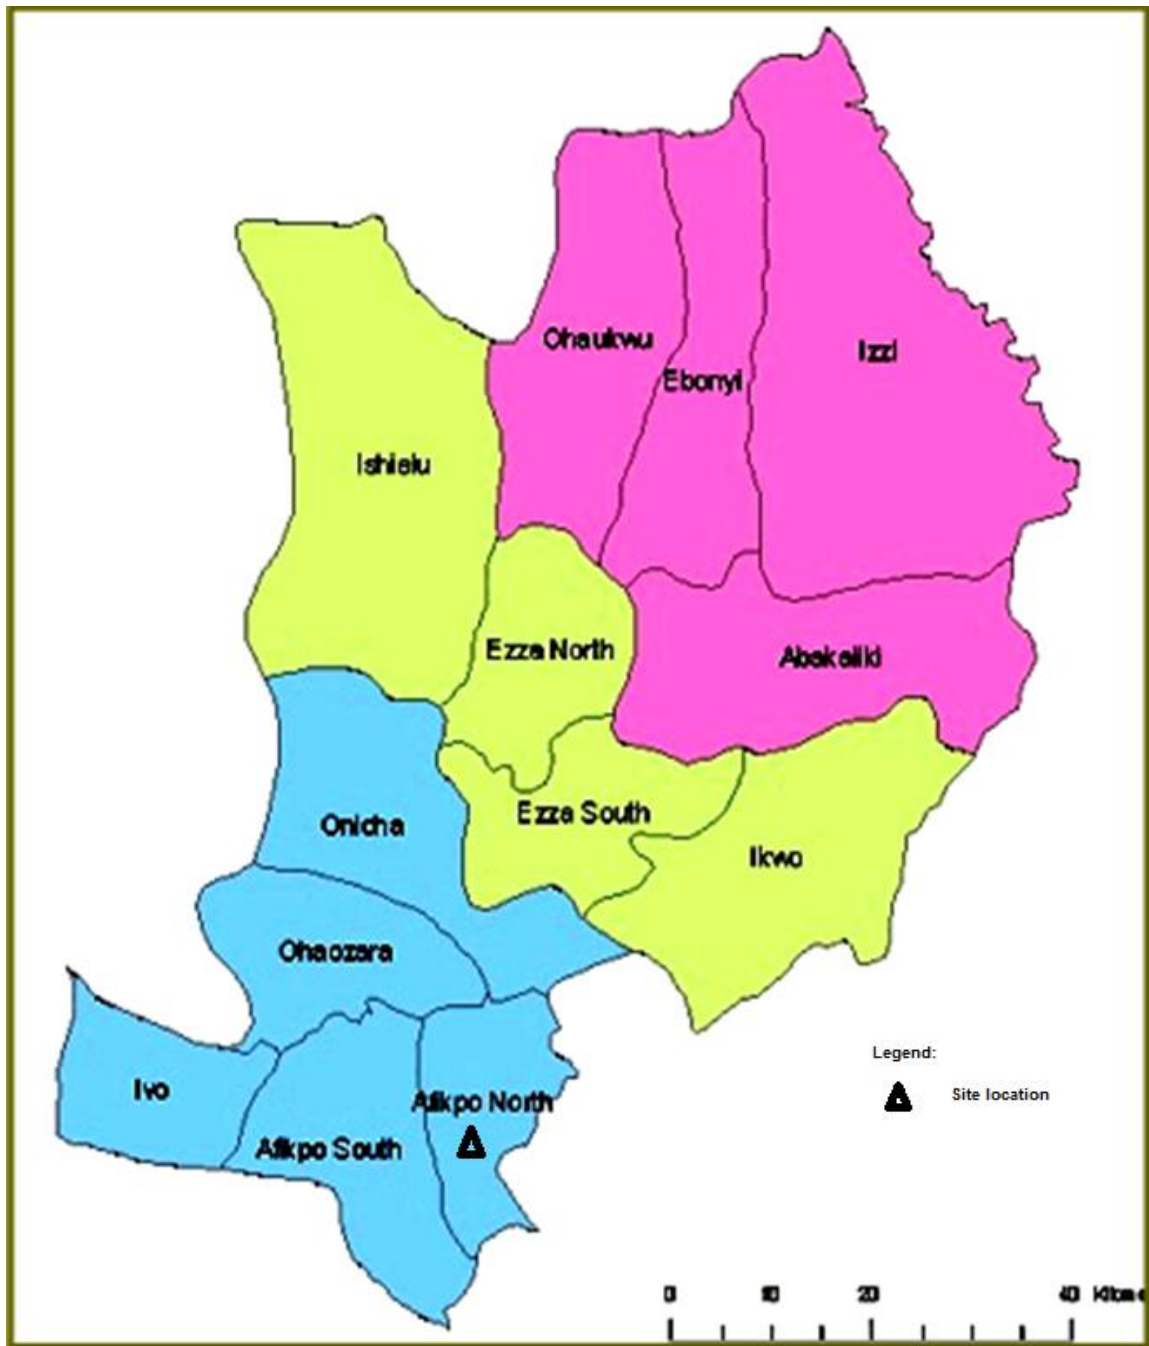 Ohaukwu
Izzi
Ebonyi
Ishielu
Ezza North
Abakaliki
Ezza South
Onicha
Ikwo
Ohaozara
Legend:
Site location
Ivo
Afikpo North
Afikpo South
0 10 20 40